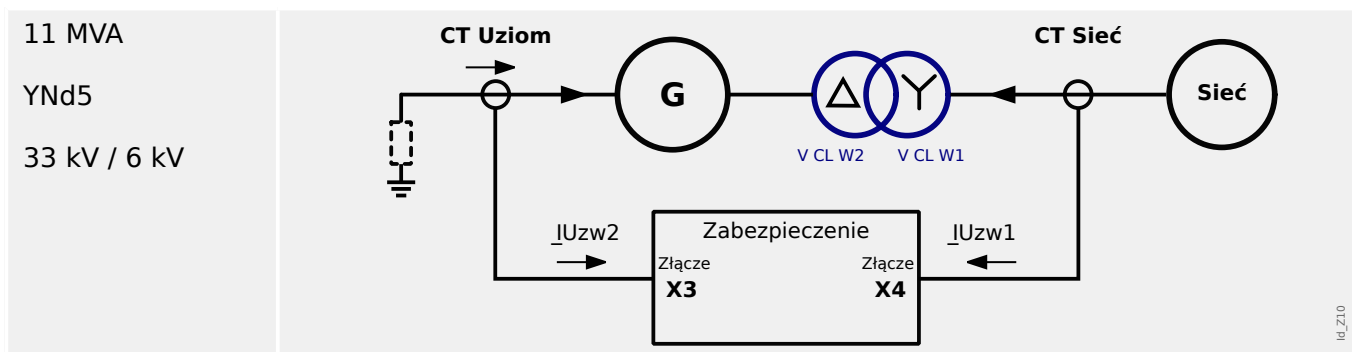 11 MVA
YNd5
33 kV / 6 kV
CT Uziom
CT Sieć
G
Sieć
V CL W2
V CL W1
_IUzw2
Zabezpieczenie
_IUzw1
Złącze
X3
Złącze
X4
Id_Z10